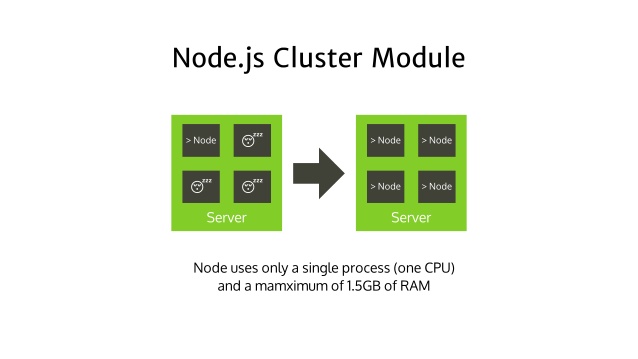 Node.js Cluster Module
> Node
zzz
> Node
> Node
zzz
zzz
> Node
> Node
Server
Server
Node uses only a single process (one CPU)
and a mamximum of 1.5GB of RAM